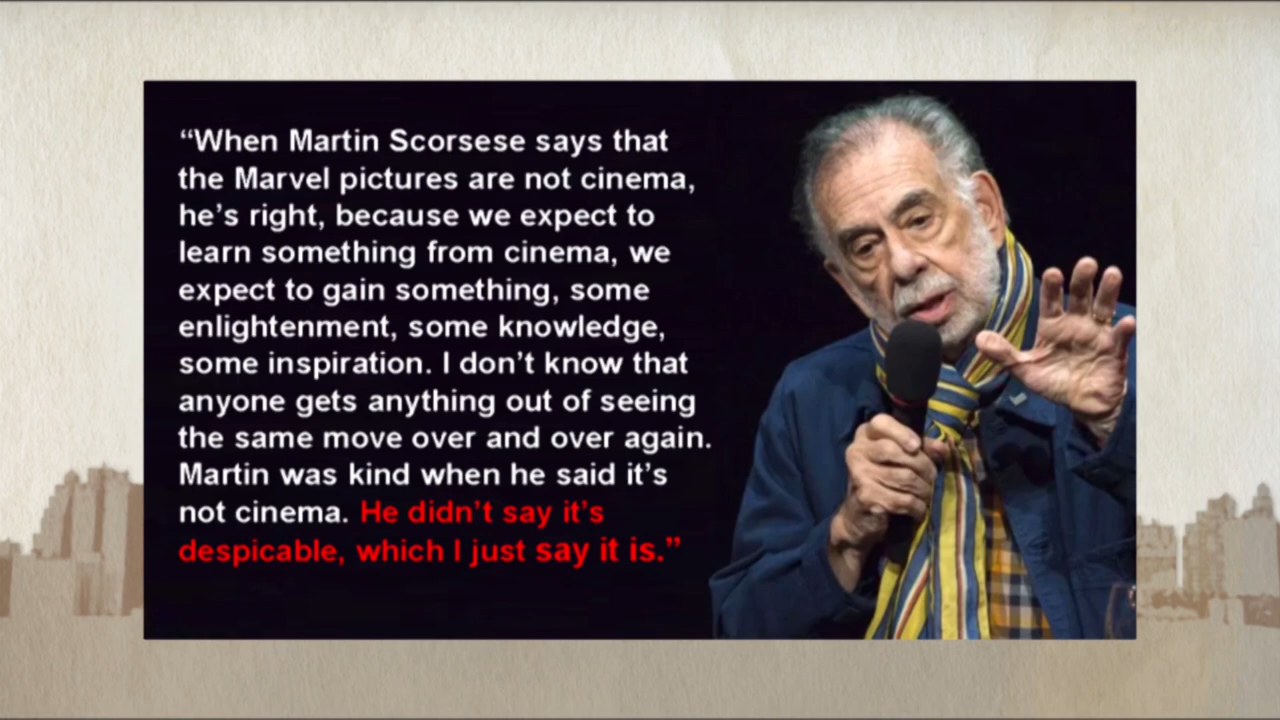 “When Martin Scorsese says that
the Marvel pictures are not cinema,
he’s right, because we expect to
learn something from cinema, we
expect to gain something, some
enlightenment, some knowledge,
some inspiration. I don’t know that
anyone gets anything out of seeing
the same move over and over again.
Martin was kind when he said it’s
not cinema. He didn’t say it’s
despicable, which I just say it is.”